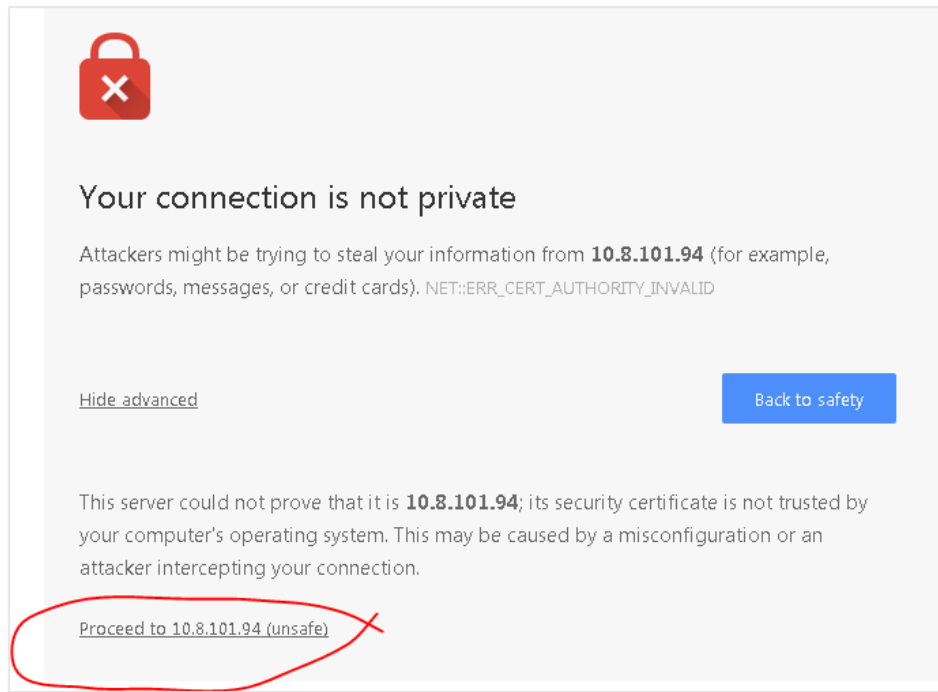 Your connection is not private
Attackers might be trying to steal your information from 10.8.101.94 (for example,
passwords, messages, or credit cards). NET::ERR_CERT_AUTHORITY_INVALID
Hide advanced
Back to safety
This server could not prove that it is 10.8.101.94; its security certificate is not trusted by
your computer's operating system. This may be caused by a misconfiguration or an
attacker intercepting your connection.
Proceed to 10.8.101.94 (unsafe)